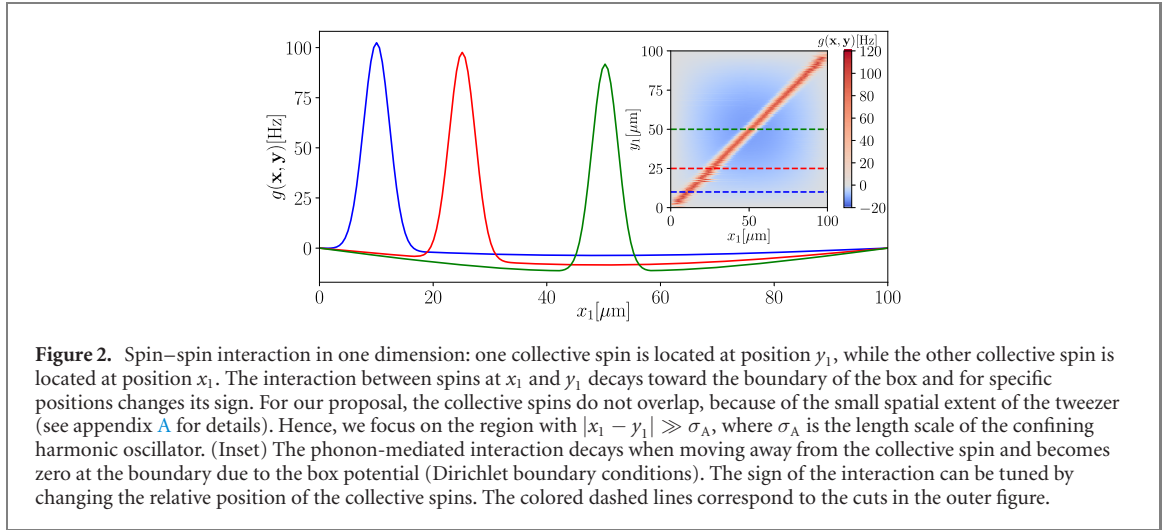 g(x, y)[Hz]
100
75
50
25
0
0
20
40
60
80
100
x₁[μm]
g(x, y)[Hz]
100
75
50
25
0
y₁[μm]
0
50
100
x₁[μm]
120
100
80
60
40
20
0
−20
Figure 2. Spin−spin interaction in one dimension: one collective spin is located at position y₁, while the other collective spin is
located at position x₁. The interaction between spins at x₁ and y₁ decays toward the boundary of the box and for specific
positions changes its sign. For our proposal, the collective spins do not overlap, because of the small spatial extent of the tweezer
(see appendix A for details). Hence, we focus on the region with |x₁ − y₁| ≫ σ_A, where σ_A is the length scale of the confining
harmonic oscillator. (Inset) The phonon-mediated interaction decays when moving away from the collective spin and becomes
zero at the boundary due to the box potential (Dirichlet boundary conditions). The sign of the interaction can be tuned by
changing the relative position of the collective spins. The colored dashed lines correspond to the cuts in the outer figure.